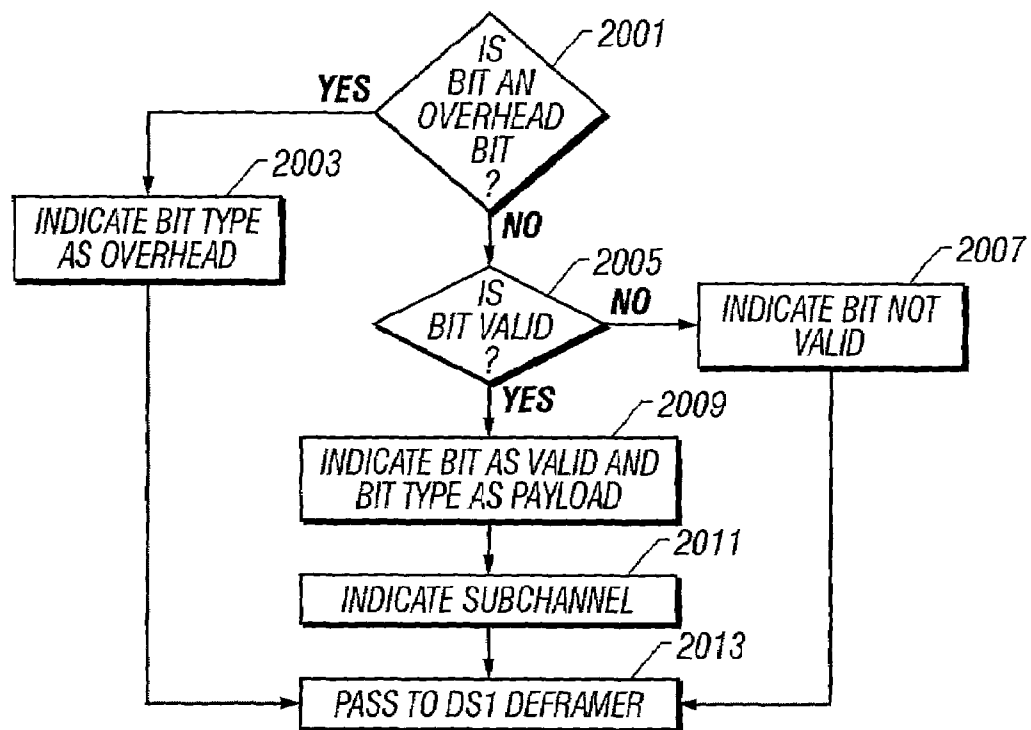 IS
BIT AN
OVERHEAD
BIT
?
2001
YES
2003
INDICATE BIT TYPE
AS OVERHEAD
NO
IS
BIT VALID
?
2005
NO
2007
INDICATE BIT NOT
VALID
YES
2009
INDICATE BIT AS VALID AND
BIT TYPE AS PAYLOAD
2011
INDICATE SUBCHANNEL
2013
PASS TO DS1 DEFRAMER